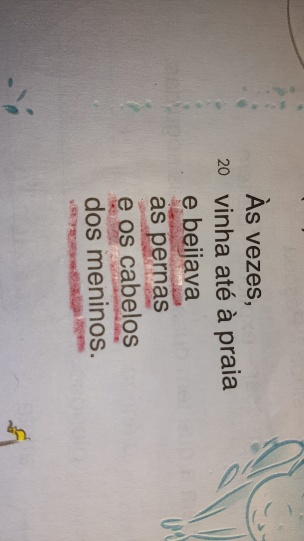 Às vezes,
20 vinha até à praia
e beijava
as pernas
e os cabelos
dos meninos.